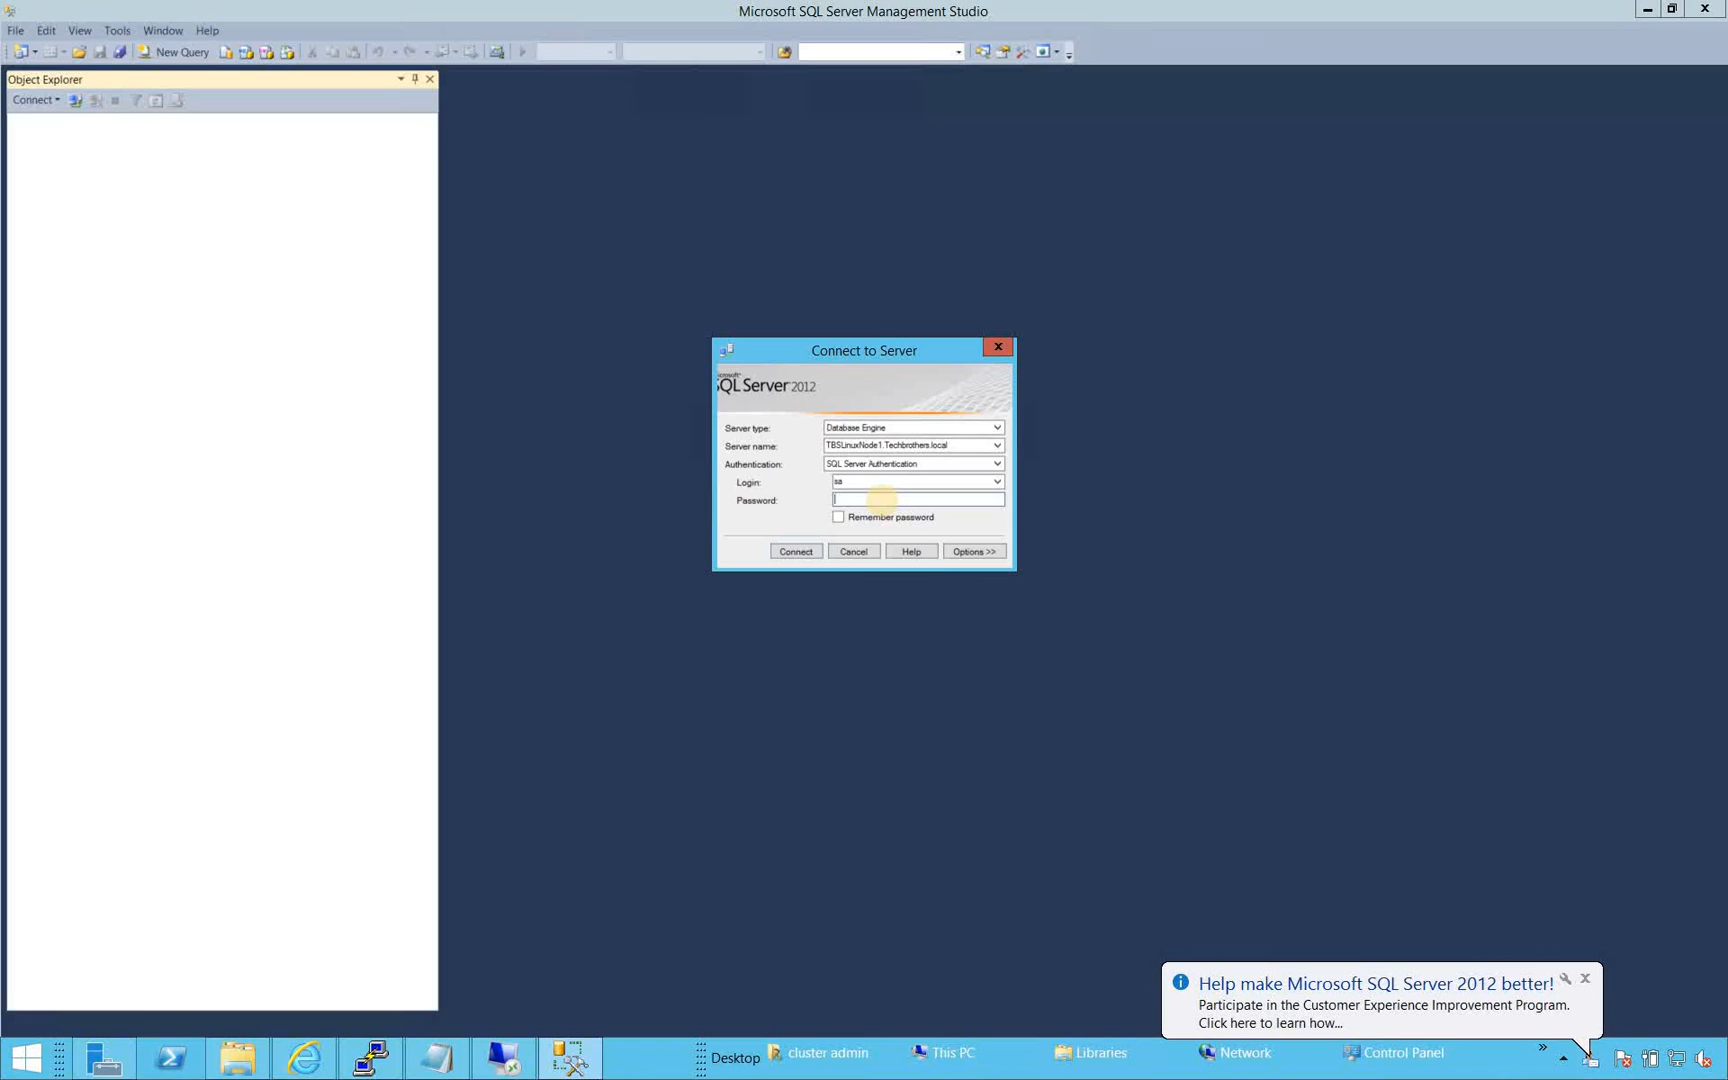 Microsoft SQL Server Management Studio
File Edit View Tools Window Help
New Query
Object Explorer
Connect
Connect to Server
Microsoft
SQL Server 2012
Server type: Database Engine
Server name: TBSLinuxNode1.Techbrothers.local
Authentication: SQL Server Authentication
Login: sa
Password:
Remember password
Connect Cancel Help Options >>
Help make Microsoft SQL Server 2012 better!
Participate in the Customer Experience Improvement Program.
Click here to learn how...
Desktop cluster admin This PC Libraries Network Control Panel